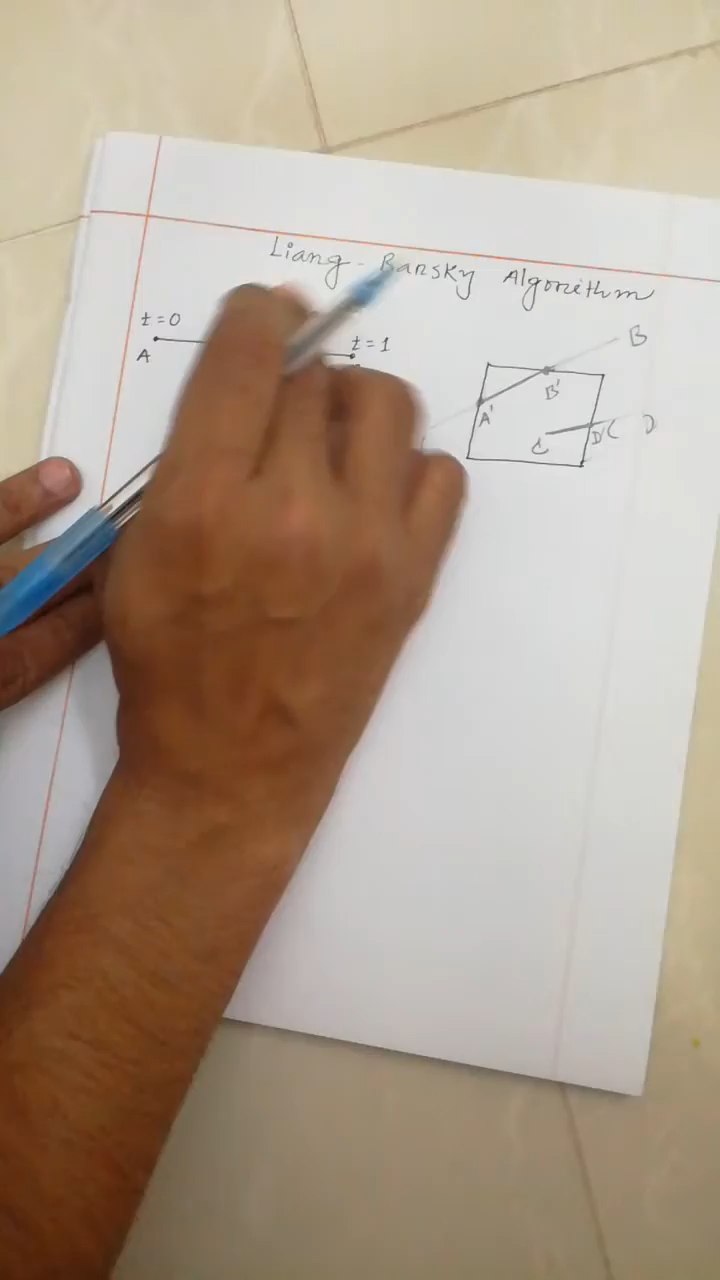 Liang - Barsky Algorithm
t = 0
t = 1
A
B
B'
A'
C
D'
D